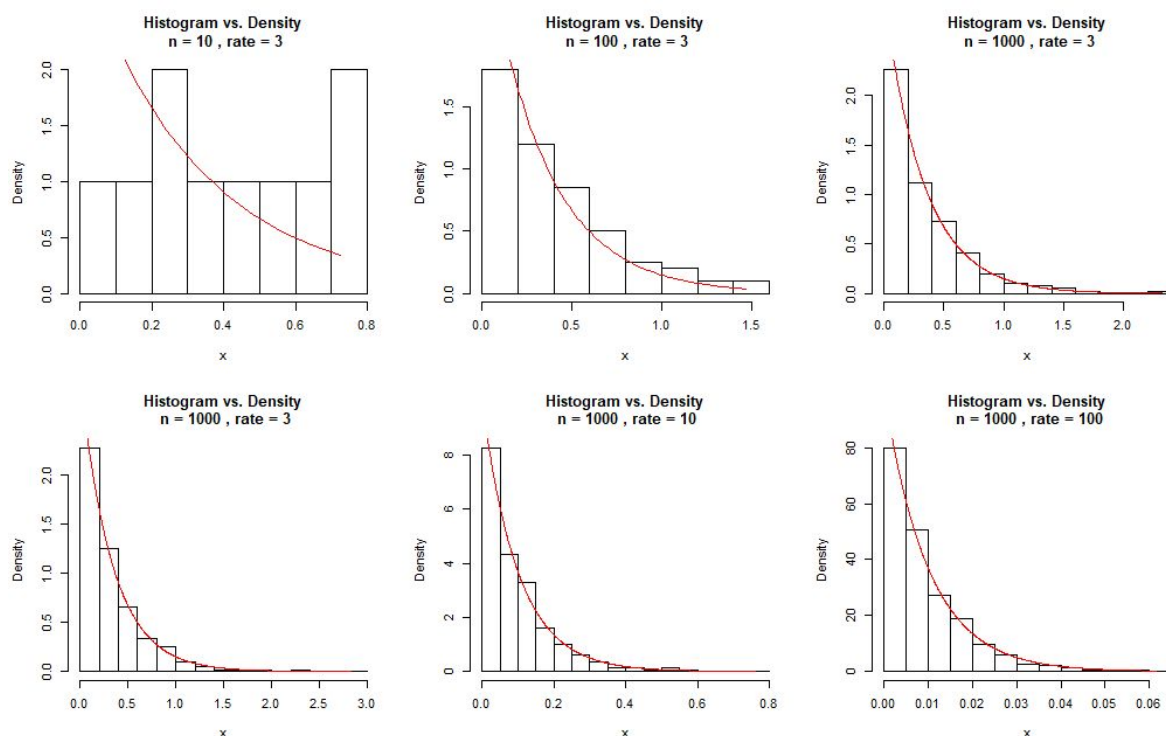 Histogram vs. Density
n = 10 , rate = 3
Density
0.0 0.5 1.0 1.5 2.0
0.0 0.2 0.4 0.6 0.8
x
Histogram vs. Density
n = 100 , rate = 3
Density
0.0 0.5 1.0 1.5
0.0 0.5 1.0 1.5
x
Histogram vs. Density
n = 1000 , rate = 3
Density
0.0 0.5 1.0 1.5 2.0
0.0 0.5 1.0 1.5 2.0
x
Histogram vs. Density
n = 1000 , rate = 3
Density
0.0 0.5 1.0 1.5 2.0
0.0 0.5 1.0 1.5 2.0 2.5 3.0
x
Histogram vs. Density
n = 1000 , rate = 10
Density
0 2 4 6 8
0.0 0.2 0.4 0.6 0.8
x
Histogram vs. Density
n = 1000 , rate = 100
Density
0 20 40 60 80
0.00 0.01 0.02 0.03 0.04 0.05 0.06
x